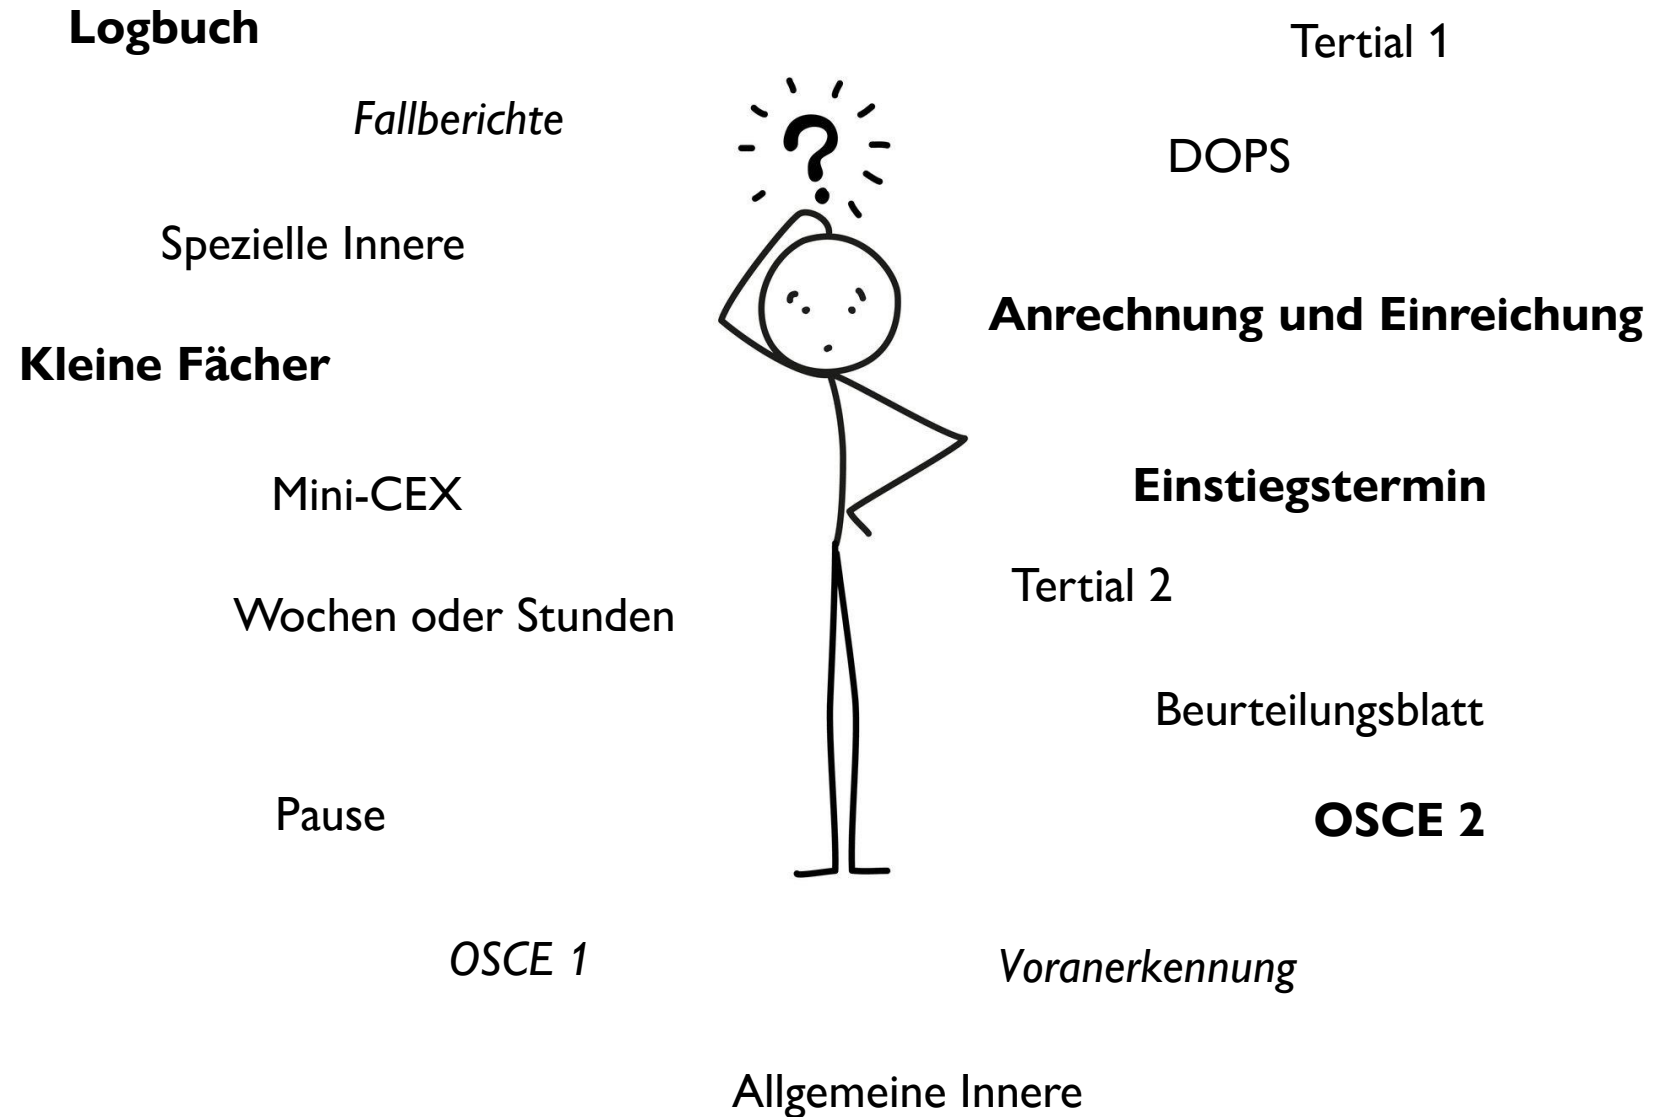 Logbuch
Tertial 1
Fallberichte
?
DOPS
Spezielle Innere
Anrechnung und Einreichung
Kleine Fächer
Einstiegstermin
Mini-CEX
Tertial 2
Wochen oder Stunden
Beurteilungsblatt
Pause
OSCE 2
OSCE 1
Voranerkennung
Allgemeine Innere